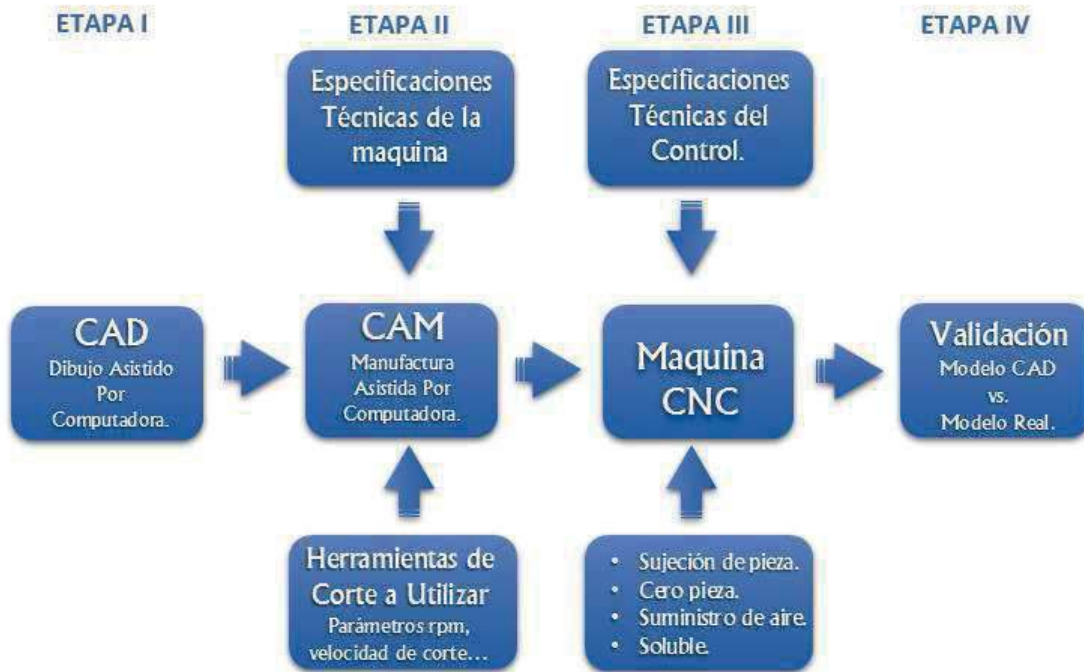 ETAPA I
ETAPA II
ETAPA III
ETAPA IV
Especificaciones
Técnicas de la
maquina
Especificaciones
Técnicas del
Control.
CAD
Dibujo Asistido
Por
Computadora.
CAM
Manufactura
Asistida Por
Computadora.
Maquina
CNC
Validación
Modelo CAD
vs.
Modelo Real.
Herramientas de
Corte a Utilizar
Parámetros rpm,
velocidad de corte...
• Sujeción de pieza.
• Cero pieza.
• Suministro de aire.
• Soluble.